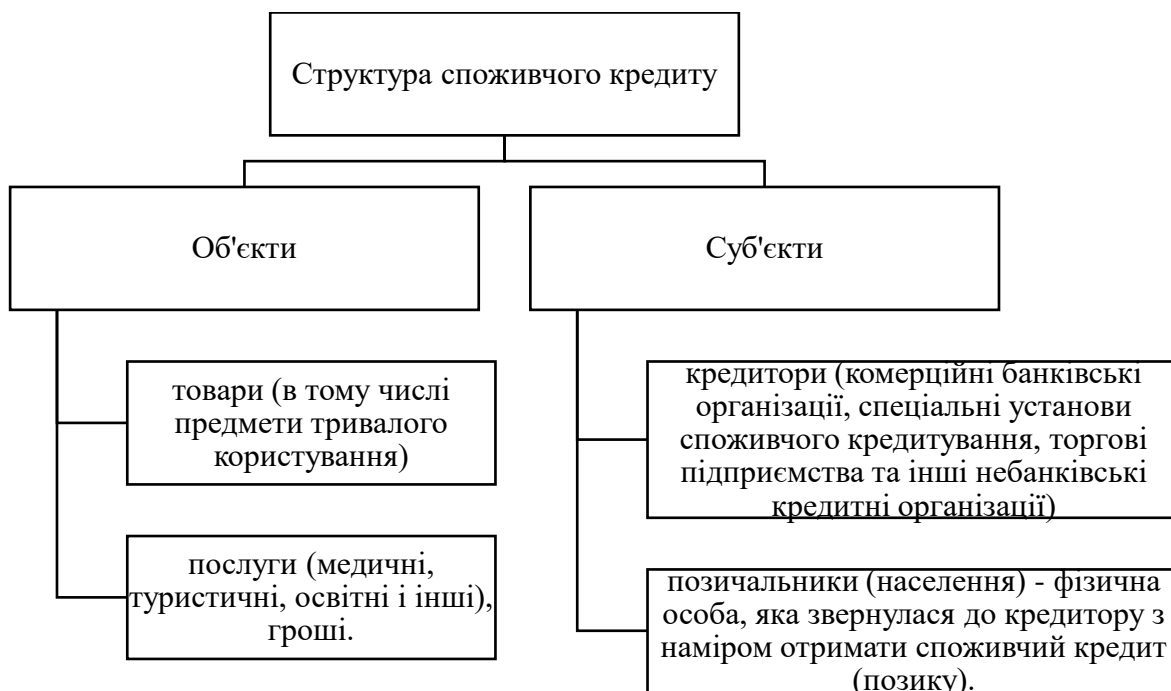 Структура споживчого кредиту
Об'єкти
Суб'єкти
товари (в тому числі
предмети тривалого
користування)
послуги (медичні,
туристичні, освітні і інші),
гроші.
кредитори (комерційні банківські
організації, спеціальні установи
споживчого кредитування, торгові
підприємства та інші небанківські
кредитні організації)
позичальники (населення) - фізична
особа, яка звернулася до кредитору з
наміром отримати споживчий кредит
(позику).